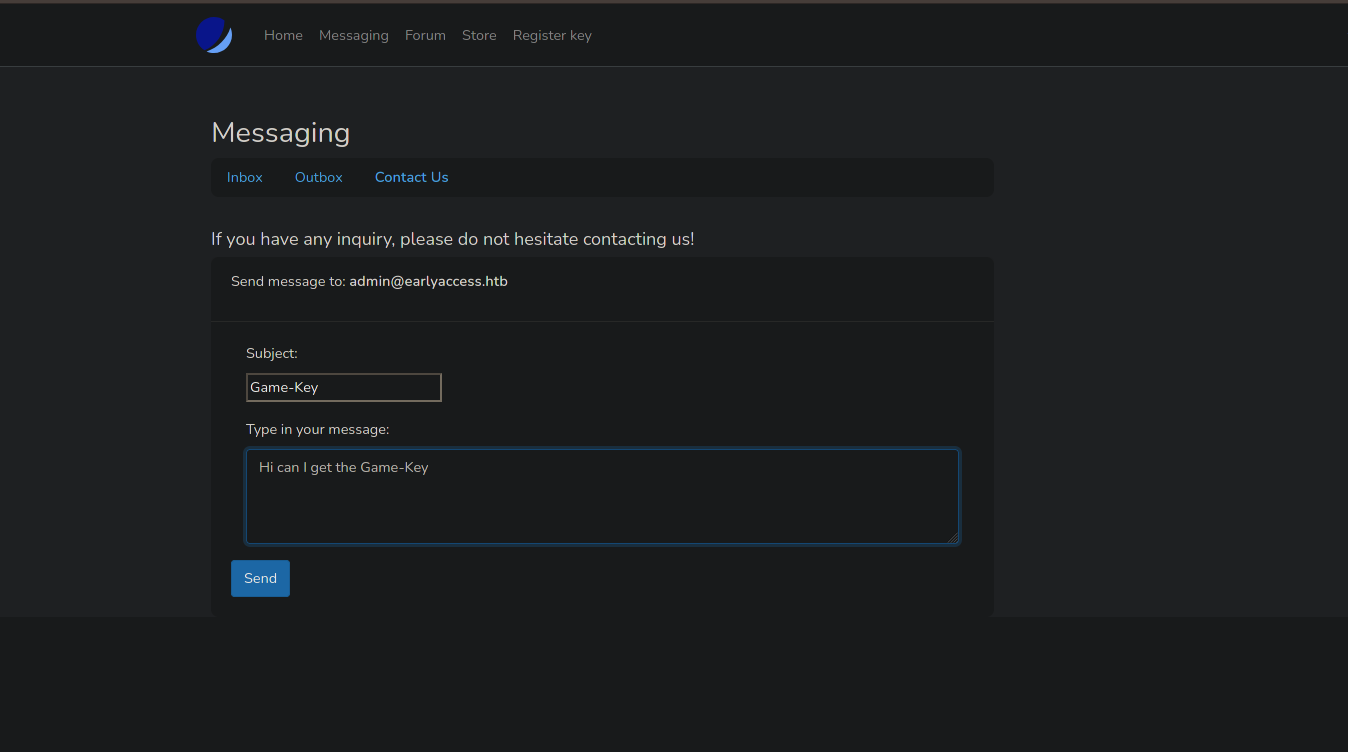 Home Messaging Forum Store Register key
Messaging
Inbox Outbox Contact Us
If you have any inquiry, please do not hesitate contacting us!
Send message to: admin@earlyaccess.htb
Subject:
Game-Key
Type in your message:
Hi can I get the Game-Key
Send